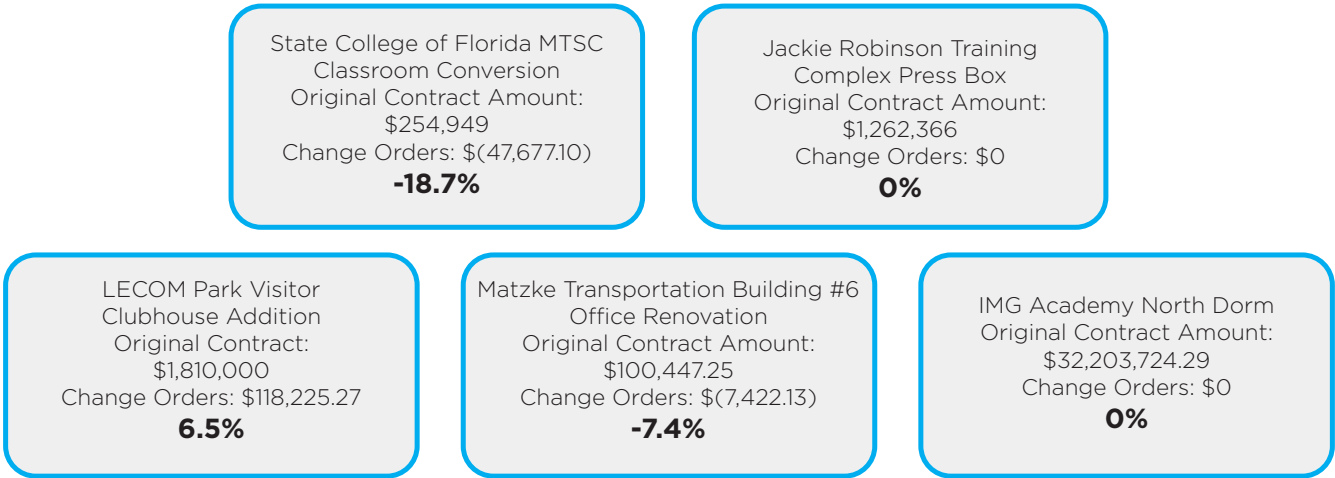 State College of Florida MTSC
Classroom Conversion
Original Contract Amount:
$254,949
Change Orders: $(47,677.10)
-18.7%
Jackie Robinson Training
Complex Press Box
Original Contract Amount:
$1,262,366
Change Orders: $0
0%
LECOM Park Visitor
Clubhouse Addition
Original Contract:
$1,810,000
Change Orders: $118,225.27
6.5%
Matzke Transportation Building #6
Office Renovation
Original Contract Amount:
$100,447.25
Change Orders: $(7,422.13)
-7.4%
IMG Academy North Dorm
Original Contract Amount:
$32,203,724.29
Change Orders: $0
0%